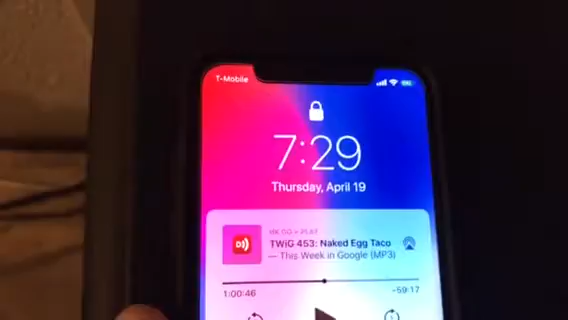 T-Mobile
7:29
Thursday, April 19
TWiG 453: Naked Egg Taco
— This Week in Google (MP3)
1:00:46
-59:17